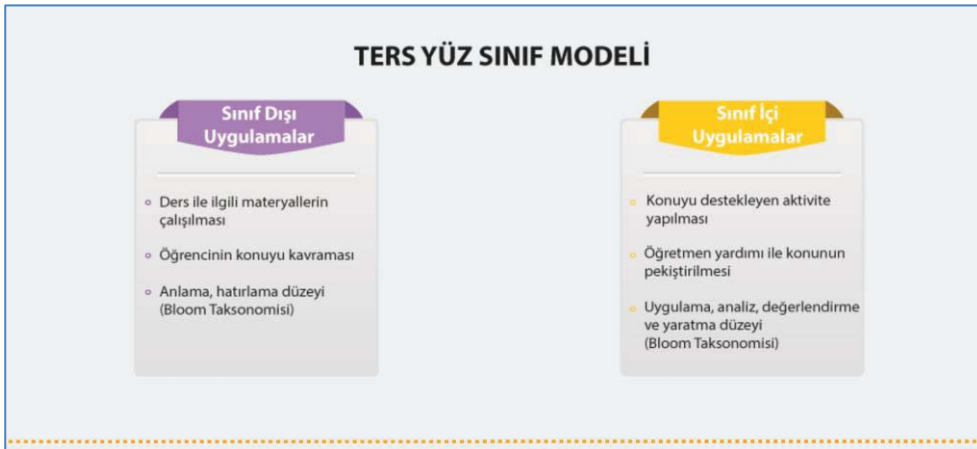 TERS YÜZ SINIF MODELİ
Sınıf Dışı
Uygulamalar
Ders ile ilgili materyallerin
çalışılması
Öğrencinin konuyu kavraması
Anlama, hatırlama düzeyi
(Bloom Taksonomisi)
Sınıf İçi
Uygulamalar
Konuyu destekleyen aktivite
yapılması
Öğretmen yardımı ile konunun
pekiştirilmesi
Uygulama, analiz, değerlendirme
ve yaratma düzeyi
(Bloom Taksonomisi)